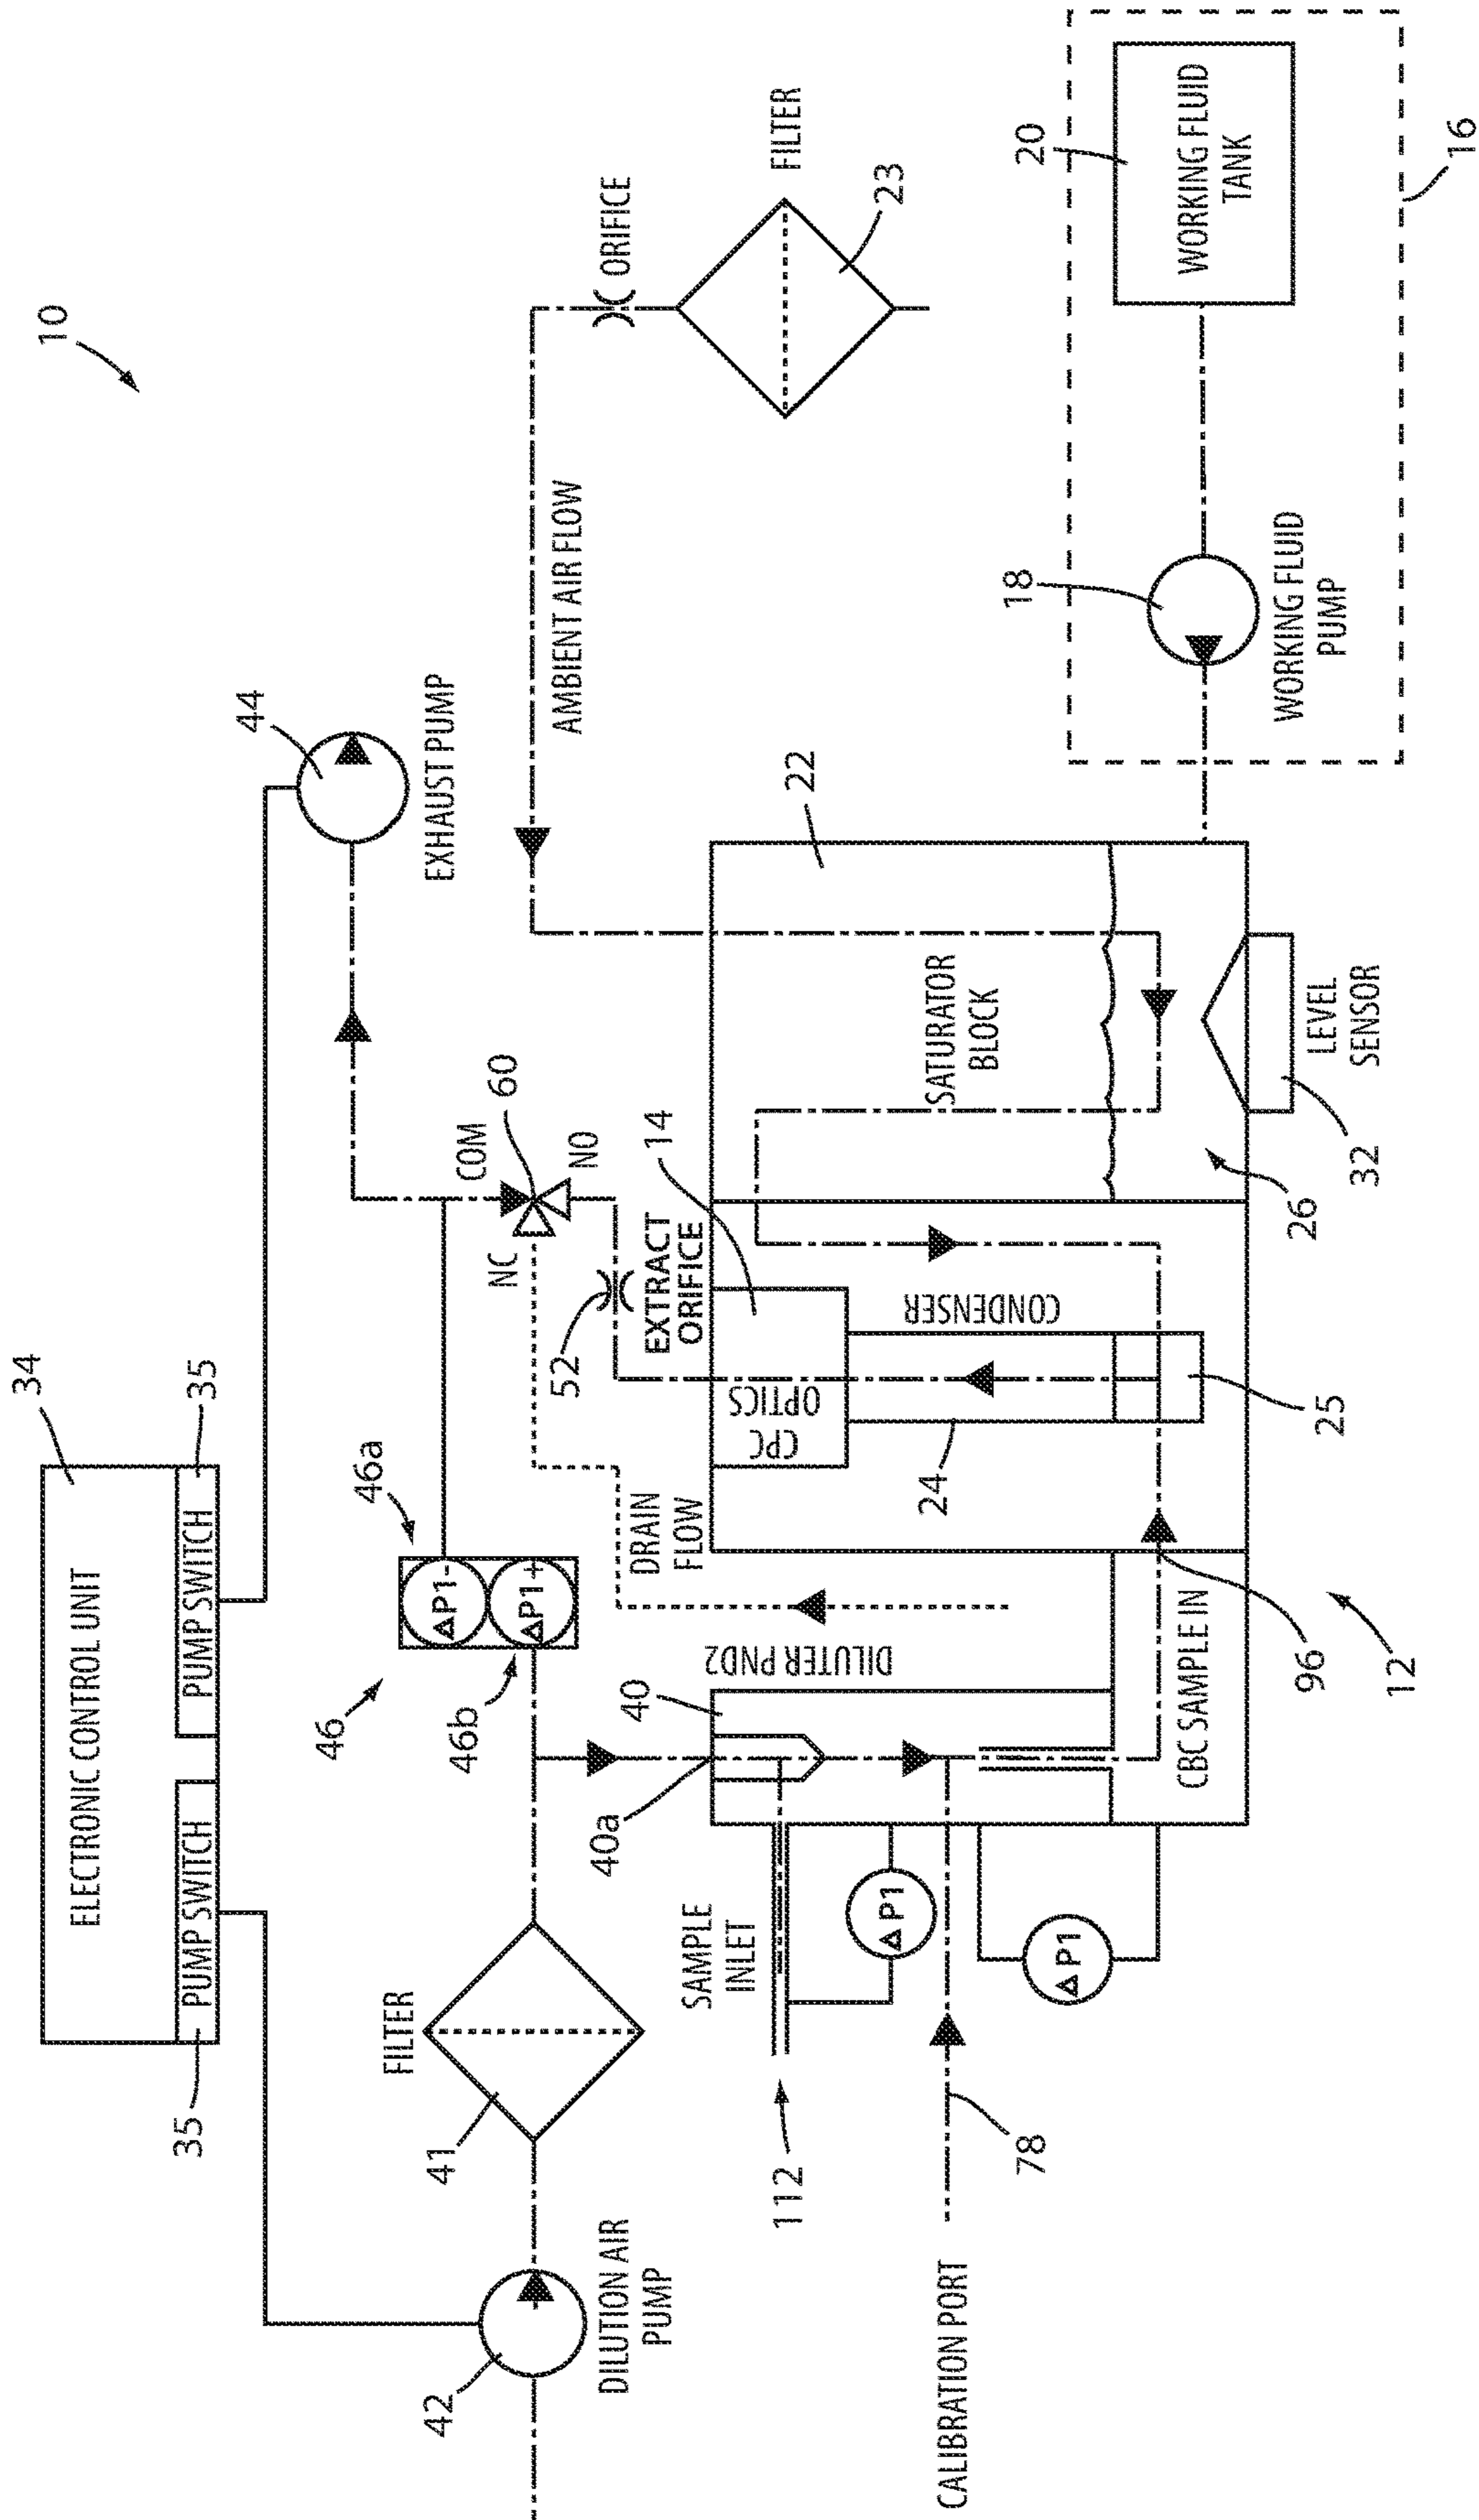 10
34
ELECTRONIC CONTROL UNIT
PUMP SWITCH
PUMP SWITCH
35
35
44
EXHAUST PUMP
46
46a
46b
ΔP1-
ΔP1+
FILTER
41
42
DILUTION AIR
PUMP
COM
60
NC
NO
52
EXTRACT
ORIFICE
AMBIENT AIR FLOW
ORIFICE
FILTER
23
DRAIN
FLOW
40
40a
DILUTER PND2
SAMPLE
INLET
112
ΔP1
ΔP1
78
CALIBRATION PORT
CBC SAMPLE IN
96
12
14
CPC
OPTICS
CONDENSER
24
25
SATURATOR
BLOCK
22
26
LEVEL
SENSOR
32
18
WORKING FLUID
PUMP
20
WORKING FLUID
TANK
16